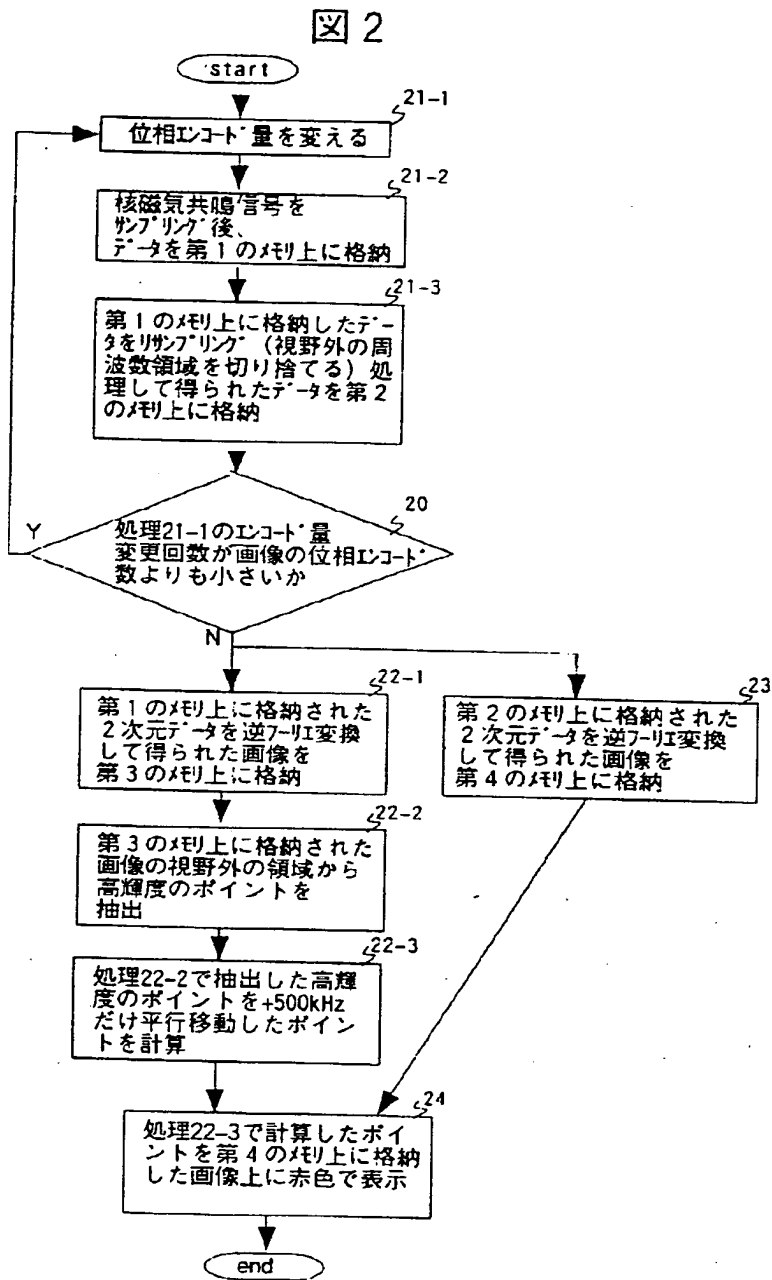 図2
start
21-1
位相エンコード量を変える
21-2
核磁気共鳴信号を
サンプリング後、
データを第1のメモリ上に格納
21-3
第1のメモリ上に格納したデー
タをリサンプリング（視野外の周
波数領域を切り捨てる）処
理して得られたデータを第2
のメモリ上に格納
20
Y
処理21-1のエンコード量
変更回数が画像の位相エンコード
数よりも小さいか
N
22-1
第1のメモリ上に格納された
2次元データを逆フーリエ変換
して得られた画像を
第3のメモリ上に格納
23
第2のメモリ上に格納された
2次元データを逆フーリエ変換
して得られた画像を
第4のメモリ上に格納
22-2
第3のメモリ上に格納された
画像の視野外の領域から
高輝度のポイントを
抽出
22-3
処理22-2で抽出した高輝
度のポイントを+500kHz
だけ平行移動したポイン
トを計算
24
処理22-3で計算したポイ
ントを第4のメモリ上に格納
した画像上に赤色で表示
end